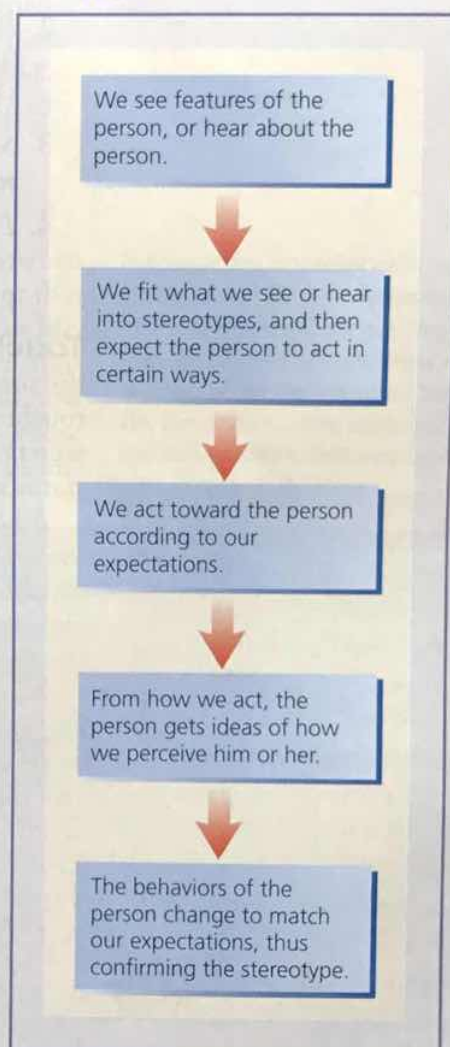 We see features of the
person, or hear about the
person.
We fit what we see or hear
into stereotypes, and then
expect the person to act in
certain ways.
We act toward the person
according to our
expectations.
From how we act, the
person gets ideas of how
we perceive him or her.
The behaviors of the
person change to match
our expectations, thus
confirming the stereotype.